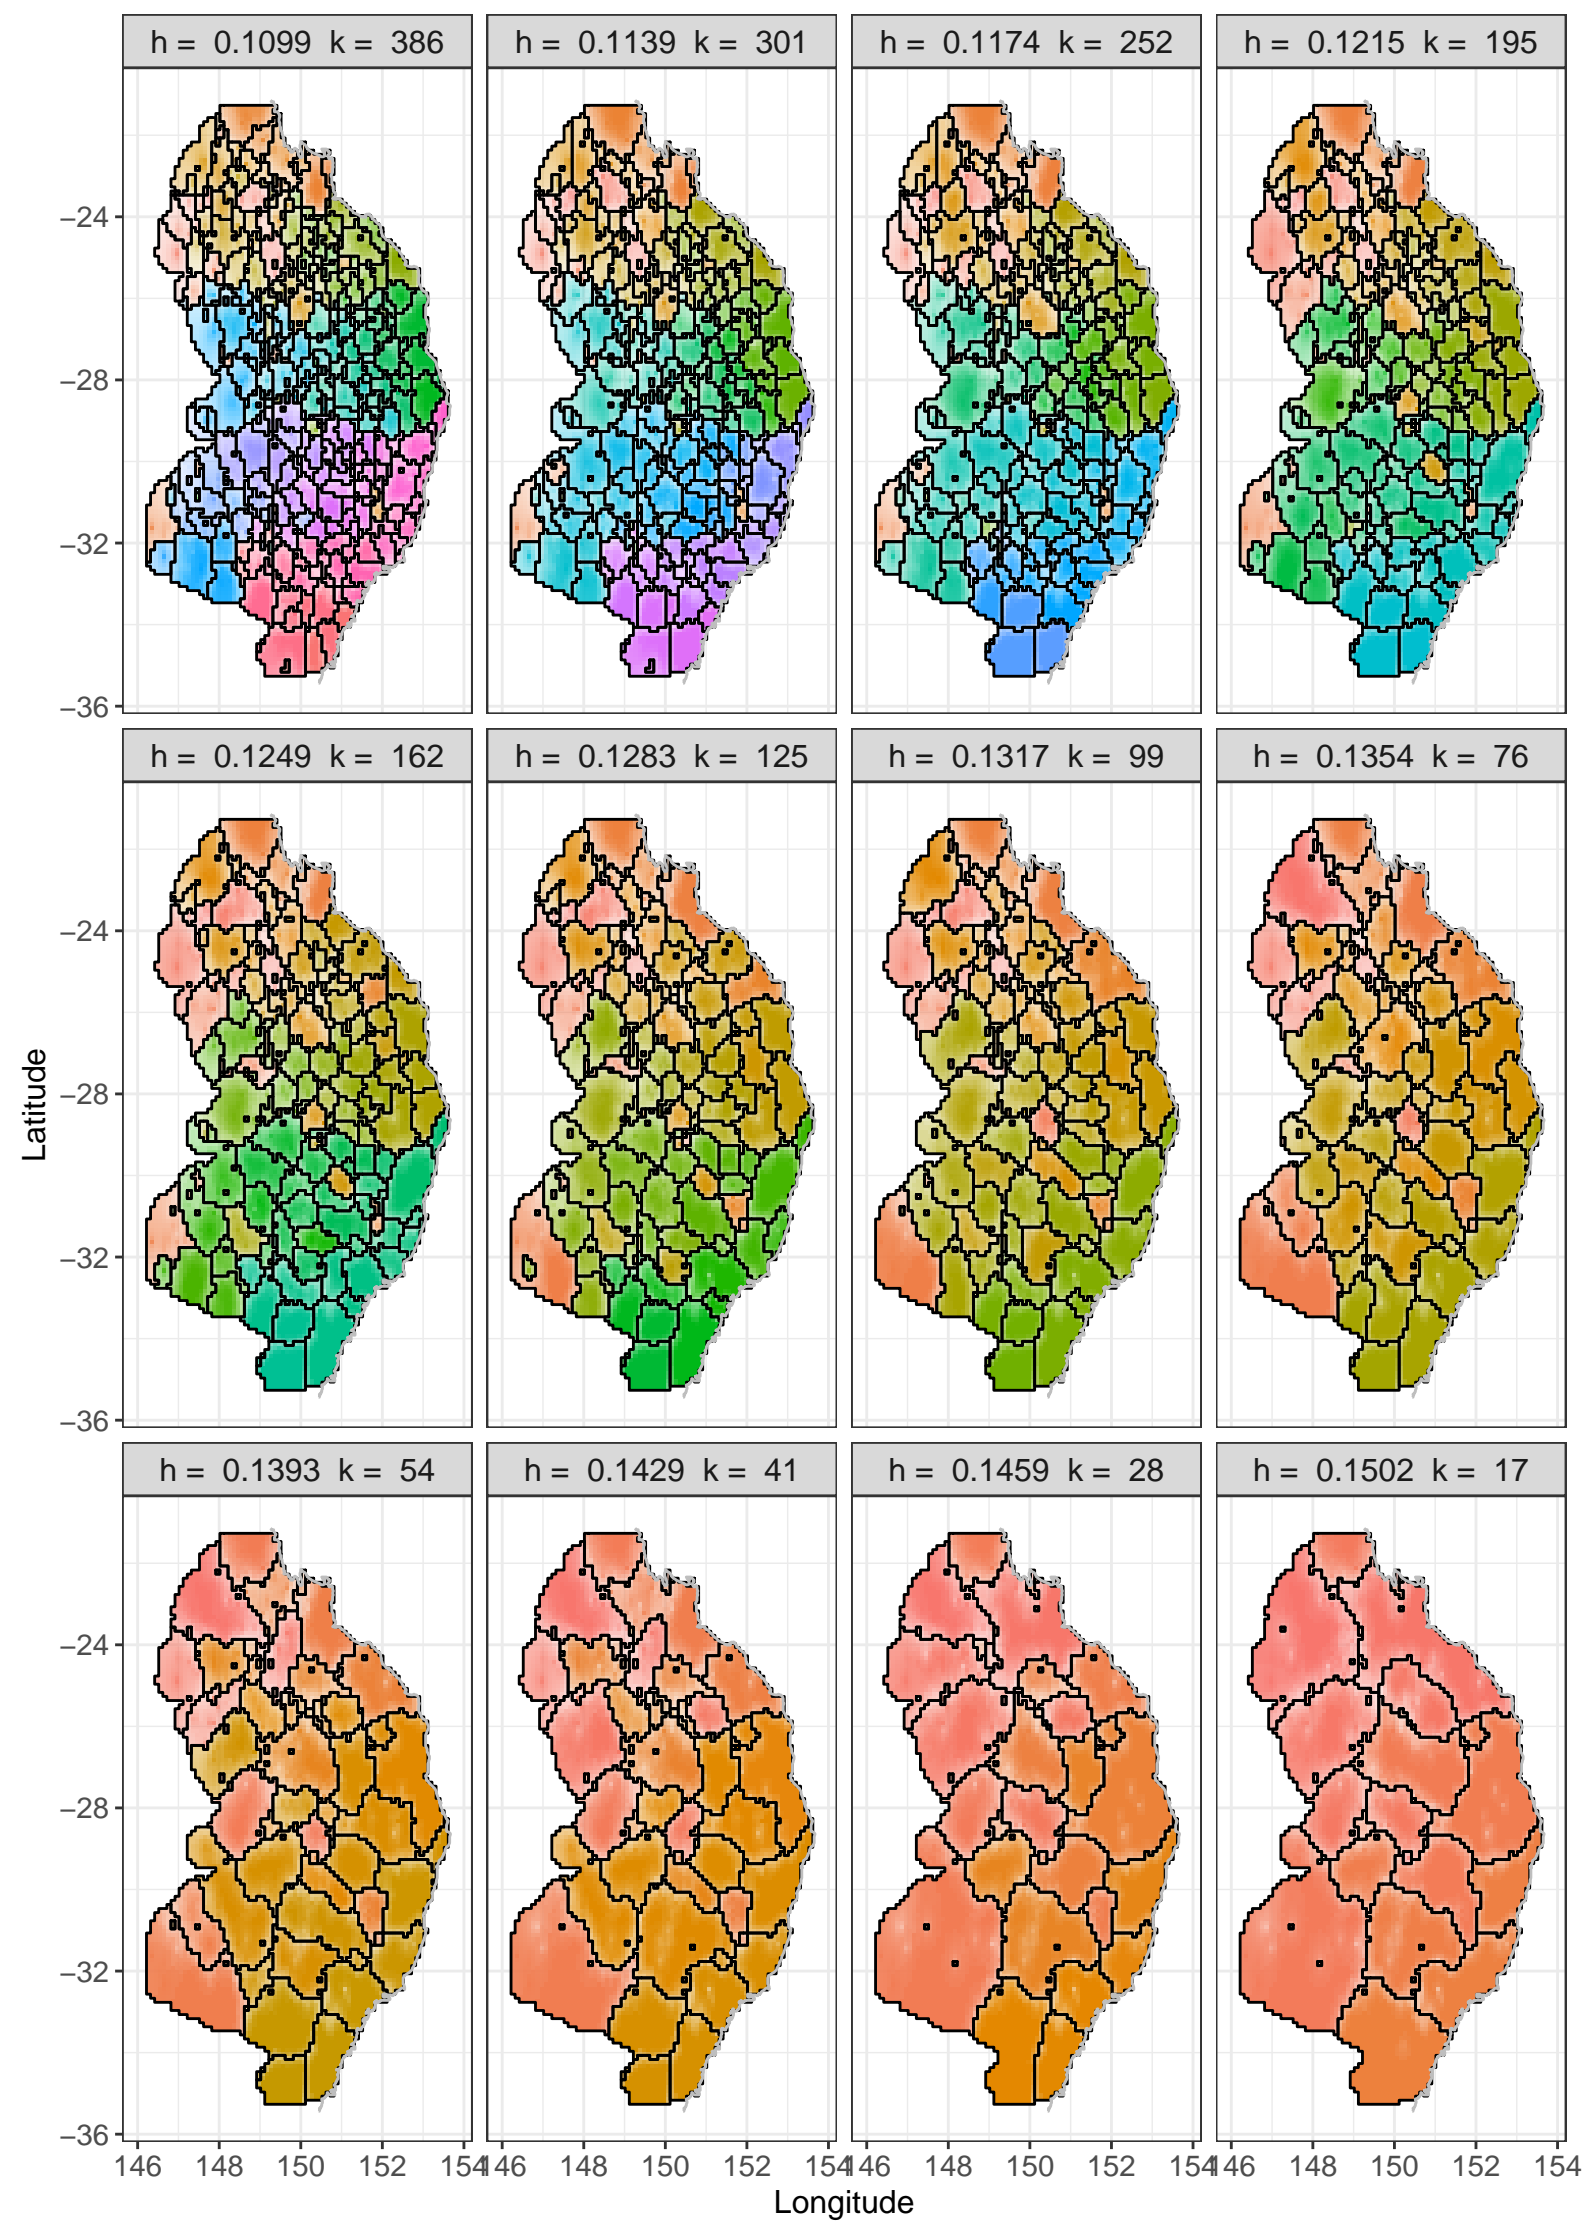 h = 0.1099 k = 386
h = 0.1139 k = 301
h = 0.1174 k = 252
h = 0.1215 k = 195
−24
−28
−32
−36
h = 0.1249 k = 162
h = 0.1283 k = 125
h = 0.1317 k = 99
h = 0.1354 k = 76
−24
−28
−32
−36
Latitude
h = 0.1393 k = 54
h = 0.1429 k = 41
h = 0.1459 k = 28
h = 0.1502 k = 17
−24
−28
−32
−36
146 148 150 152 154
146 148 150 152 154
146 148 150 152 154
146 148 150 152 154
Longitude